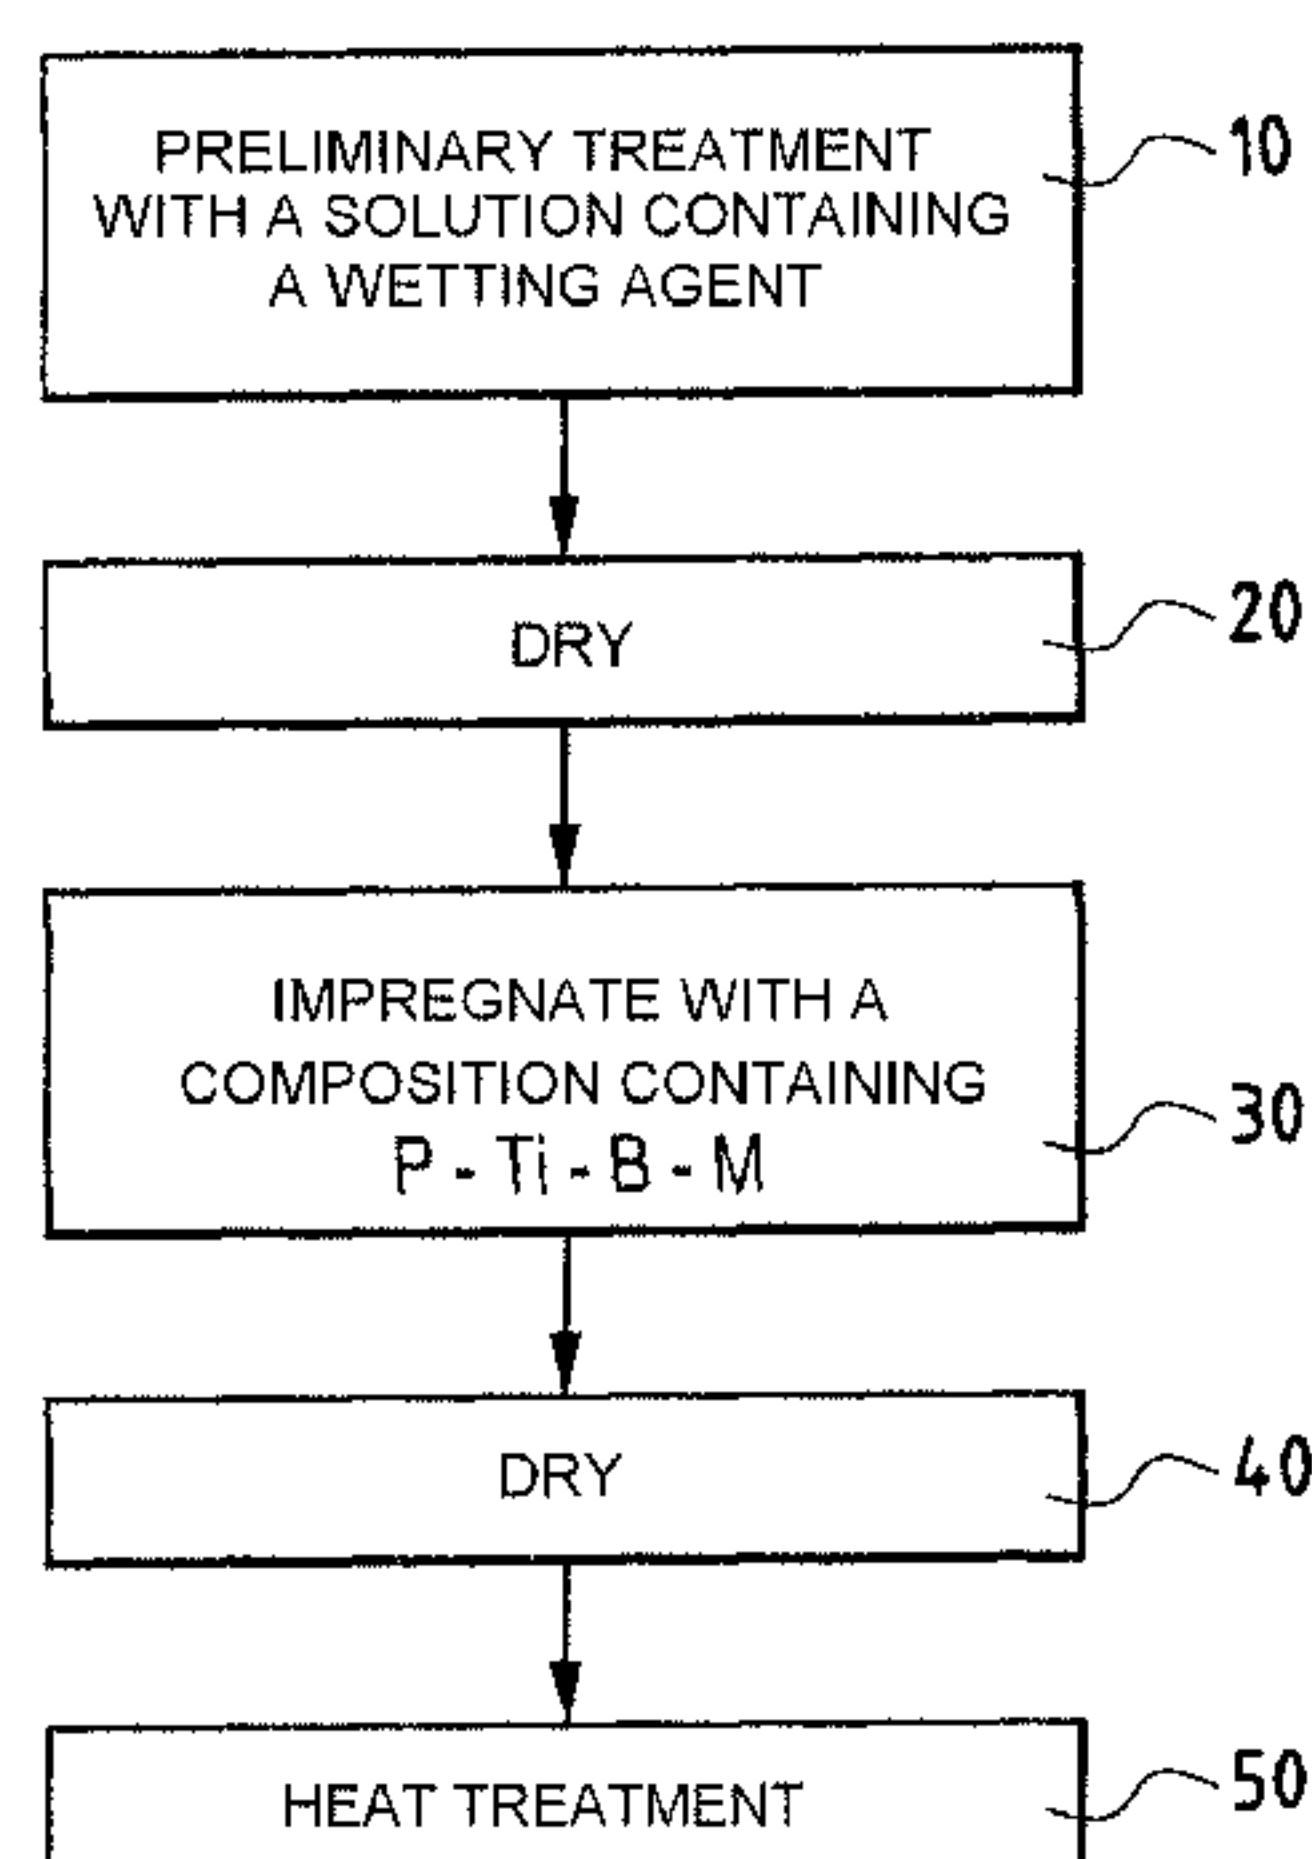 PRELIMINARY TREATMENT
WITH A SOLUTION CONTAINING
A WETTING AGENT
10
DRY
20
IMPREGNATE WITH A
COMPOSITION CONTAINING
P - Ti - B - M
30
DRY
40
HEAT TREATMENT
50